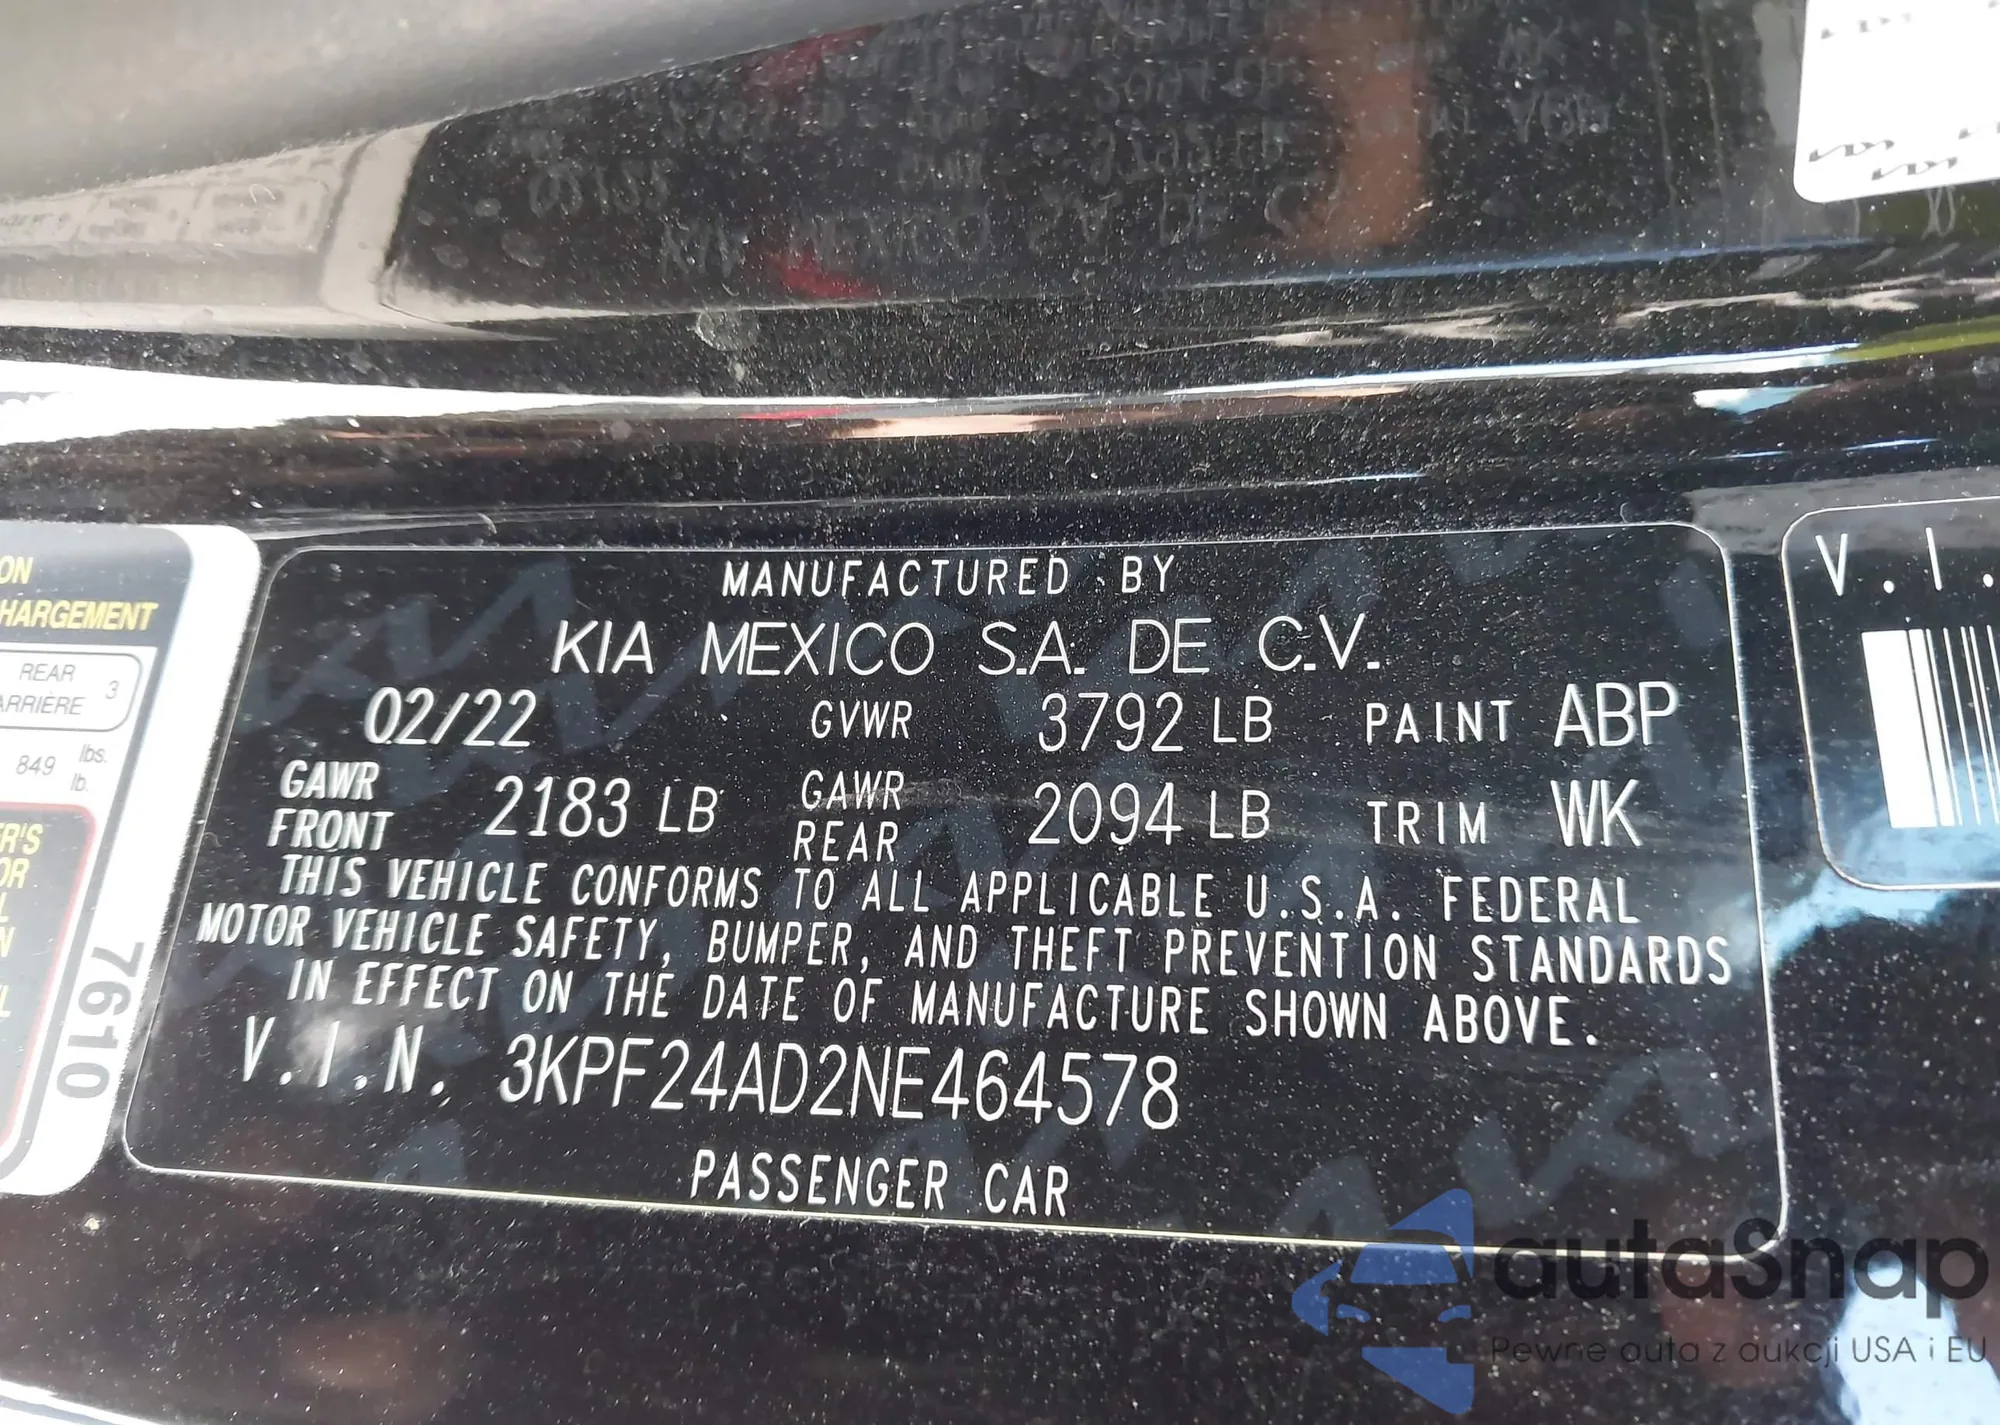 MANUFACTURED BY
KIA MEXICO S.A. DE C.V.
02/22 GVWR 3792 LB PAINT ABP
GAWR FRONT 2183 LB GAWR REAR 2094 LB TRIM WK
THIS VEHICLE CONFORMS TO ALL APPLICABLE U.S.A. FEDERAL
MOTOR VEHICLE SAFETY, BUMPER, AND THEFT PREVENTION STANDARDS
IN EFFECT ON THE DATE OF MANUFACTURE SHOWN ABOVE.
V.I.N. 3KPF24AD2NE464578
PASSENGER CAR
HARGEMENT
REAR 3
ARRIÈRE
849 lbs.
lb.
7610
V.I.
autaSnap
Pewne auta z aukcji USA i EU